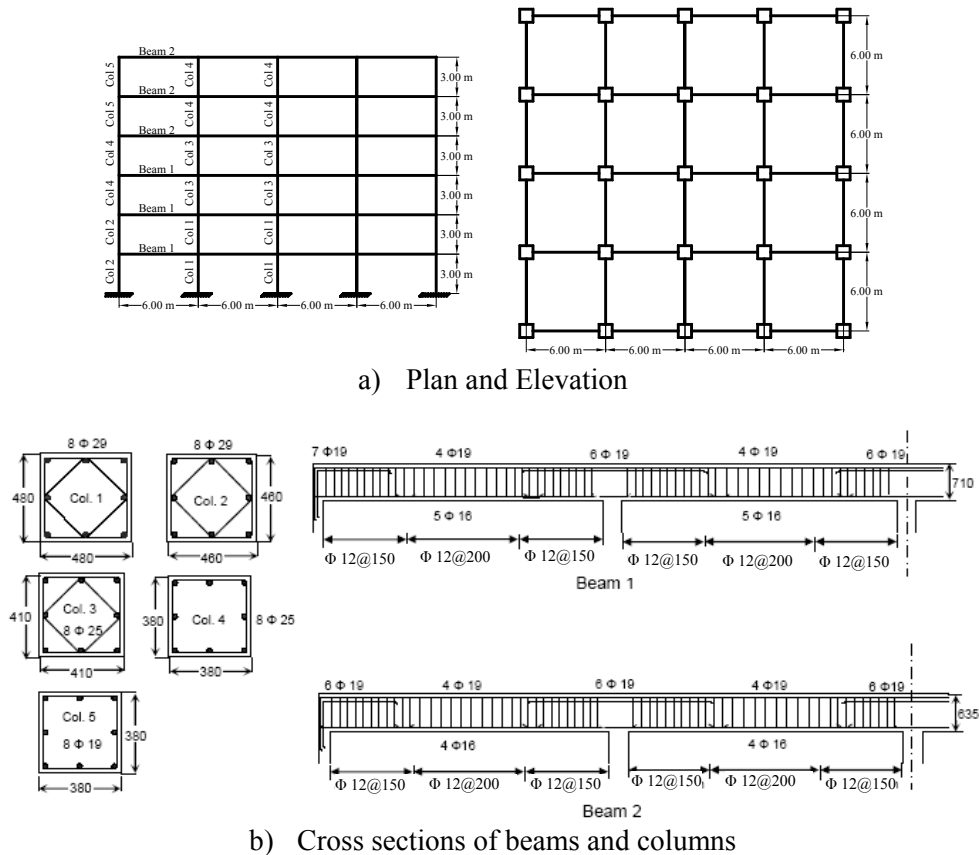 Beam 2
Col 5
Col 4
Col 4
3.00 m
Beam 2
Col 5
Col 4
Col 4
3.00 m
Beam 2
Col 4
Col 3
Col 3
3.00 m
Beam 1
Col 4
Col 3
Col 3
3.00 m
Beam 1
Col 2
Col 1
Col 1
3.00 m
Beam 1
Col 2
Col1
Col1
3.00 m
6.00 m
6.00 m
6.00 m
6.00 m
6.00 m
6.00 m
6.00 m
6.00 m
6.00 m
6.00 m
6.00 m
6.00 m
a) Plan and Elevation
8 Φ 29
480
Col. 1
480
8 Φ 29
Col. 2
460
460
410
Col. 3
8 Φ 25
410
380
Col. 4
8 Φ 25
380
Col. 5
8 Φ 19
380
380
7 Φ19
4 Φ19
6 Φ 19
4 Φ 19
6 Φ 19
710
5 Φ 16
5 Φ 16
Φ 12@150
Φ 12@200
Φ 12@150
Φ 12@150
Φ 12@200
Φ 12@150
Beam 1
6 Φ 19
4 Φ 19
6 Φ 19
4 Φ19
6 Φ19
635
4 Φ16
4 Φ 16
Φ 12@150
Φ 12@200
Φ 12@150
Φ 12@150
Φ 12@200
Φ 12@150
Beam 2
b) Cross sections of beams and columns